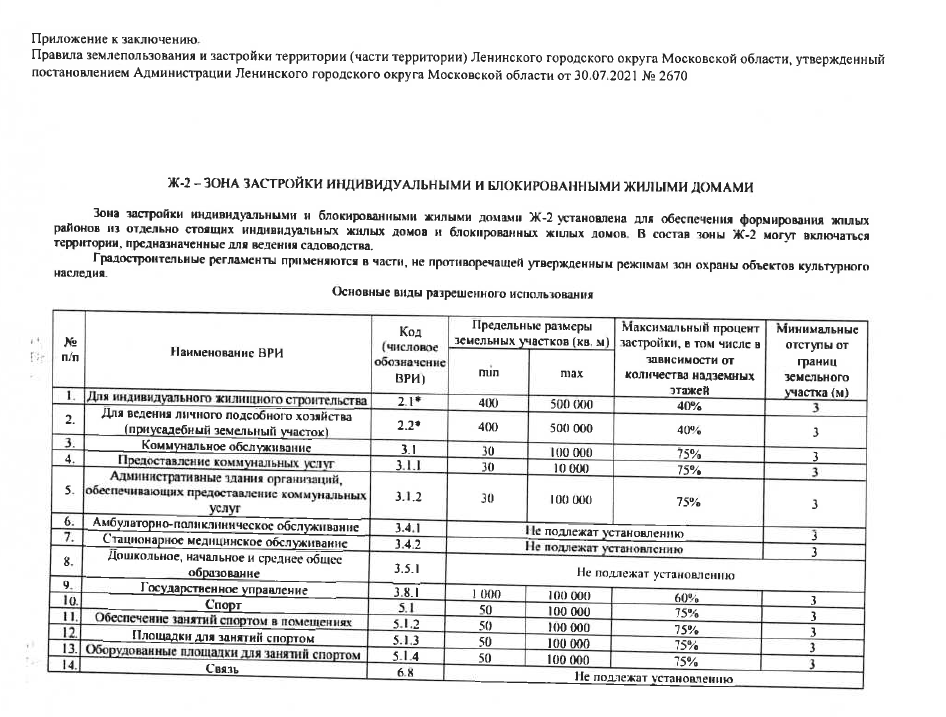 Приложение к заключению.
Правила землепользования и застройки территории (части территории) Ленинского городского округа Московской области, утвержденный
постановлением Администрации Ленинского городского округа Московской области от 30.07.2021 № 2670
Ж-2 – ЗОНА ЗАСТРОЙКИ ИНДИВИДУАЛЬНЫМИ И БЛОКИРОВАННЫМИ ЖИЛЫМИ ДОМАМИ
Зона застройки индивидуальными и блокированными жилыми домами Ж-2 установлена для обеспечения формирования жилых
районов из отдельно стоящих индивидуальных жилых домов и блокированных жилых домов. В состав зоны Ж-2 могут включаться
территории, предназначенные для ведения садоводства.
Градостроительные регламенты применяются в части, не противоречащей утвержденным режимам зон охраны объектов культурного
наследия.
Основные виды разрешенного использования
№ п/п Наименование ВРИ Код (числовое обозначение ВРИ) Предельные размеры земельных участков (кв. м) min max Максимальный процент застройки, в том числе в зависимости от количества надземных этажей Минимальные отступы от границ земельного участка (м)
1. Для индивидуального жилищного строительства 2.1* 400 500 000 40% 3
2. Для ведения личного подсобного хозяйства (приусадебный земельный участок) 2.2* 400 500 000 40% 3
3. Коммунальное обслуживание 3.1 30 100 000 75% 3
4. Предоставление коммунальных услуг 3.1.1 30 10 000 75% 3
5. Административные здания организаций, обеспечивающих предоставление коммунальных услуг 3.1.2 30 100 000 75% 3
6. Амбулаторно-поликлиническое обслуживание 3.4.1 Не подлежат установлению 3
7. Стационарное медицинское обслуживание 3.4.2 Не подлежат установлению 3
8. Дошкольное, начальное и среднее общее образование 3.5.1 Не подлежат установлению
9. Государственное управление 3.8.1 1 000 100 000 60% 3
10. Спорт 5.1 50 100 000 75% 3
11. Обеспечение занятий спортом в помещениях 5.1.2 50 100 000 75% 3
12. Площадки для занятий спортом 5.1.3 50 100 000 75% 3
13. Оборудованные площадки для занятий спортом 5.1.4 50 100 000 75% 3
14. Связь 6.8 Не подлежат установлению